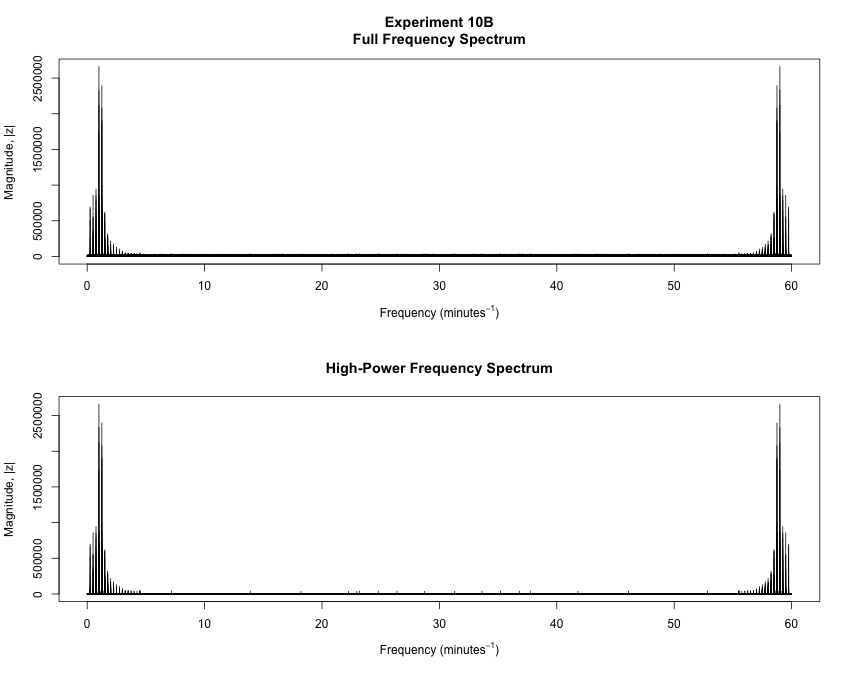 Experiment 10B
Full Frequency Spectrum
Magnitude, |z|
2500000
1500000
500000
0
0 10 20 30 40 50 60
Frequency (minutes⁻¹)
High-Power Frequency Spectrum
Magnitude, |z|
2500000
1500000
500000
0
0 10 20 30 40 50 60
Frequency (minutes⁻¹)